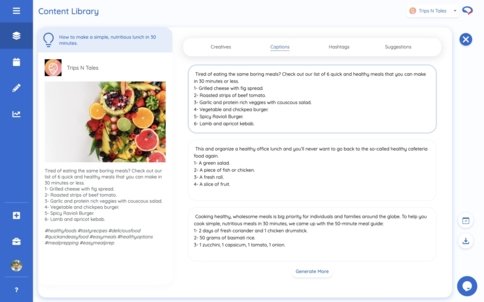 Content Library
Trips N Tales
How to make a simple, nutritious lunch in 30
minutes.
Trips N Tales
Tired of eating the same boring meals? Check out our
list of 6 quick and healthy meals that you can make in
30 minutes or less.
1- Grilled cheese with fig spread.
2- Roasted strips of beef tomato.
3- Garlic and protein rich veggies with couscous salad.
4- Vegetable and chickpea burger.
5- Spicy Ravioli Burger
6- Lamb and apricot kebab.
#healthyfoods #tastyrecipes #deliciousfood
#quickandeasyfood #easymeals #healthyoptions
#mealprepping #easymealprep
Creatives
Captions
Hashtags
Suggestions
Tired of eating the same boring meals? Check out our list of 6 quick and healthy meals that you can make
in 30 minutes or less.
1- Grilled cheese with fig spread.
2- Roasted strips of beef tomato.
3- Garlic and protein rich veggies with couscous salad.
4- Vegetable and chickpea burger.
5- Spicy Ravioli Burger
6- Lamb and apricot kebab.
This and organize a healthy office lunch and you'll never want to go back to the so-called healthy cafeteria
food again.
1- A green salad.
2- A piece of fish or chicken.
3- A fresh roll.
4- A slice of fruit.
Cooking healthy, wholesome meals is big priority for individuals and families around the globe. To help you
cook simple, nutritious meals in 30 minutes, we came up with the 50-minute meal guide:
1- 2 days of fresh coriander and 1 chicken drumstick.
2- 50 grams of basmati rice.
3- 1 zucchini, 1 capsicum, 1 tomato, 1 onion.
Generate More
?